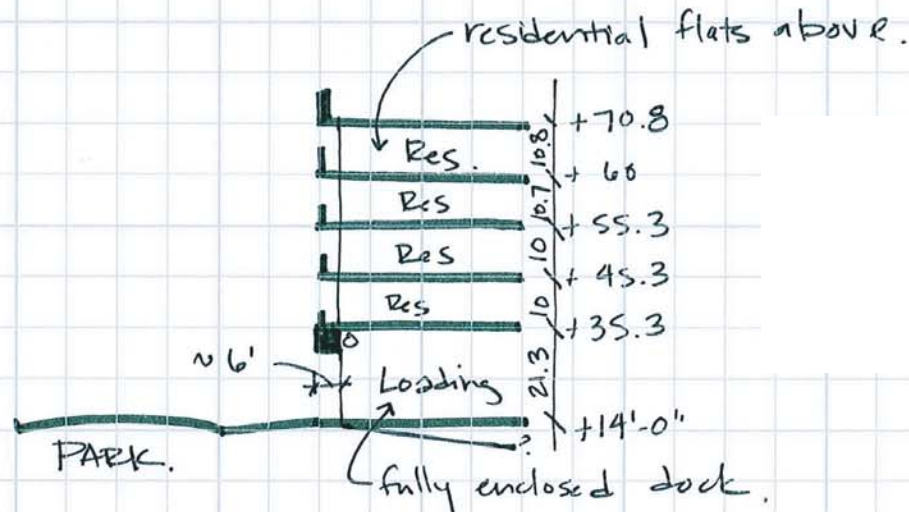 residential flats above.
+70.8
10.8
Res.
+60
10.7
Res
+55.3
10
Res
+45.3
10
Res
+35.3
~6'
21.3
Loading
+14'-0"
?
PARK.
fully enclosed dock.